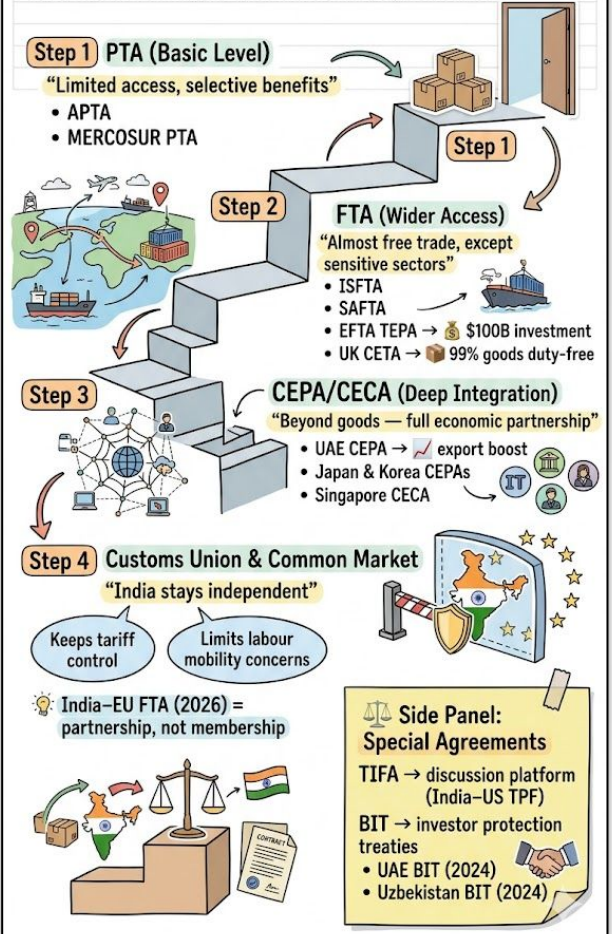 Step 1 PTA (Basic Level)
“Limited access, selective benefits”
• APTA
• MERCOSUR PTA
Step 1
Step 2
FTA (Wider Access)
“Almost free trade, except
sensitive sectors”
• ISFTA
• SAFTA
• EFTA TEPA → $100B investment
• UK CETA → 99% goods duty-free
Step 3
CEPA/CECA (Deep Integration)
“Beyond goods — full economic partnership”
• UAE CEPA → export boost
• Japan & Korea CEPAs
• Singapore CECA
IT
Step 4 Customs Union & Common Market
“India stays independent”
Keeps tariff
control
Limits labour
mobility concerns
India–EU FTA (2026) =
partnership, not membership
CONTRACT
Side Panel:
Special Agreements
TIFA → discussion platform
(India–US TPF)
BIT → investor protection
treaties
• UAE BIT (2024)
• Uzbekistan BIT (2024)